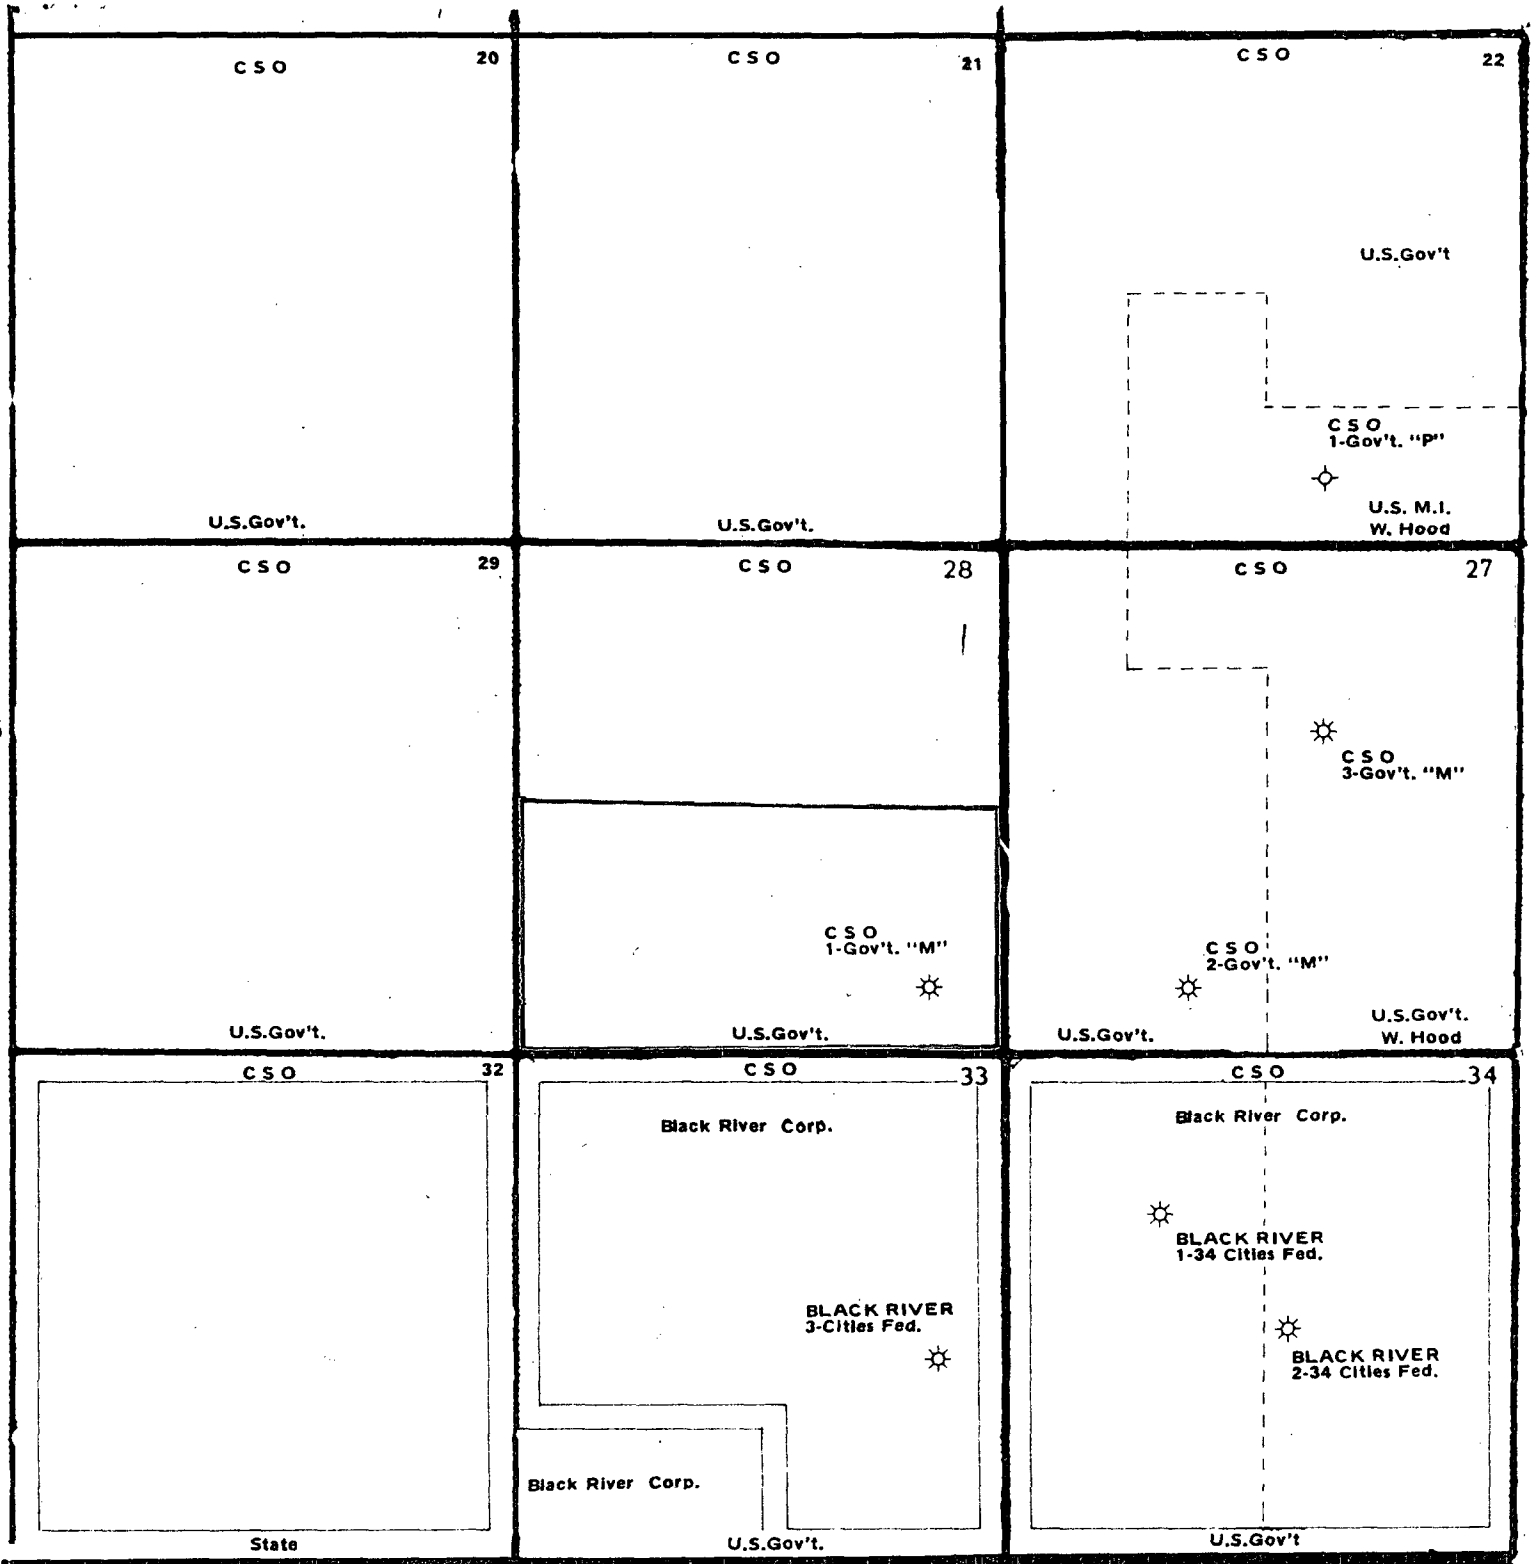 C S O
20
C S O
21
C S O
22
U.S.Gov't
C S O
1-Gov't. "P"
U.S. M.I.
W. Hood
U.S.Gov't.
U.S.Gov't.
C S O
29
C S O
28
C S O
27
C S O
3-Gov't. "M"
C S O
1-Gov't. "M"
C S O
2-Gov't. "M"
U.S.Gov't.
U.S.Gov't.
U.S.Gov't.
U.S.Gov't.
W. Hood
C S O
32
C S O
33
C S O
34
Black River Corp.
Black River Corp.
BLACK RIVER
1-34 Cities Fed.
BLACK RIVER
3-Cities Fed.
BLACK RIVER
2-34 Cities Fed.
Black River Corp.
State
U.S.Gov't.
U.S.Gov't